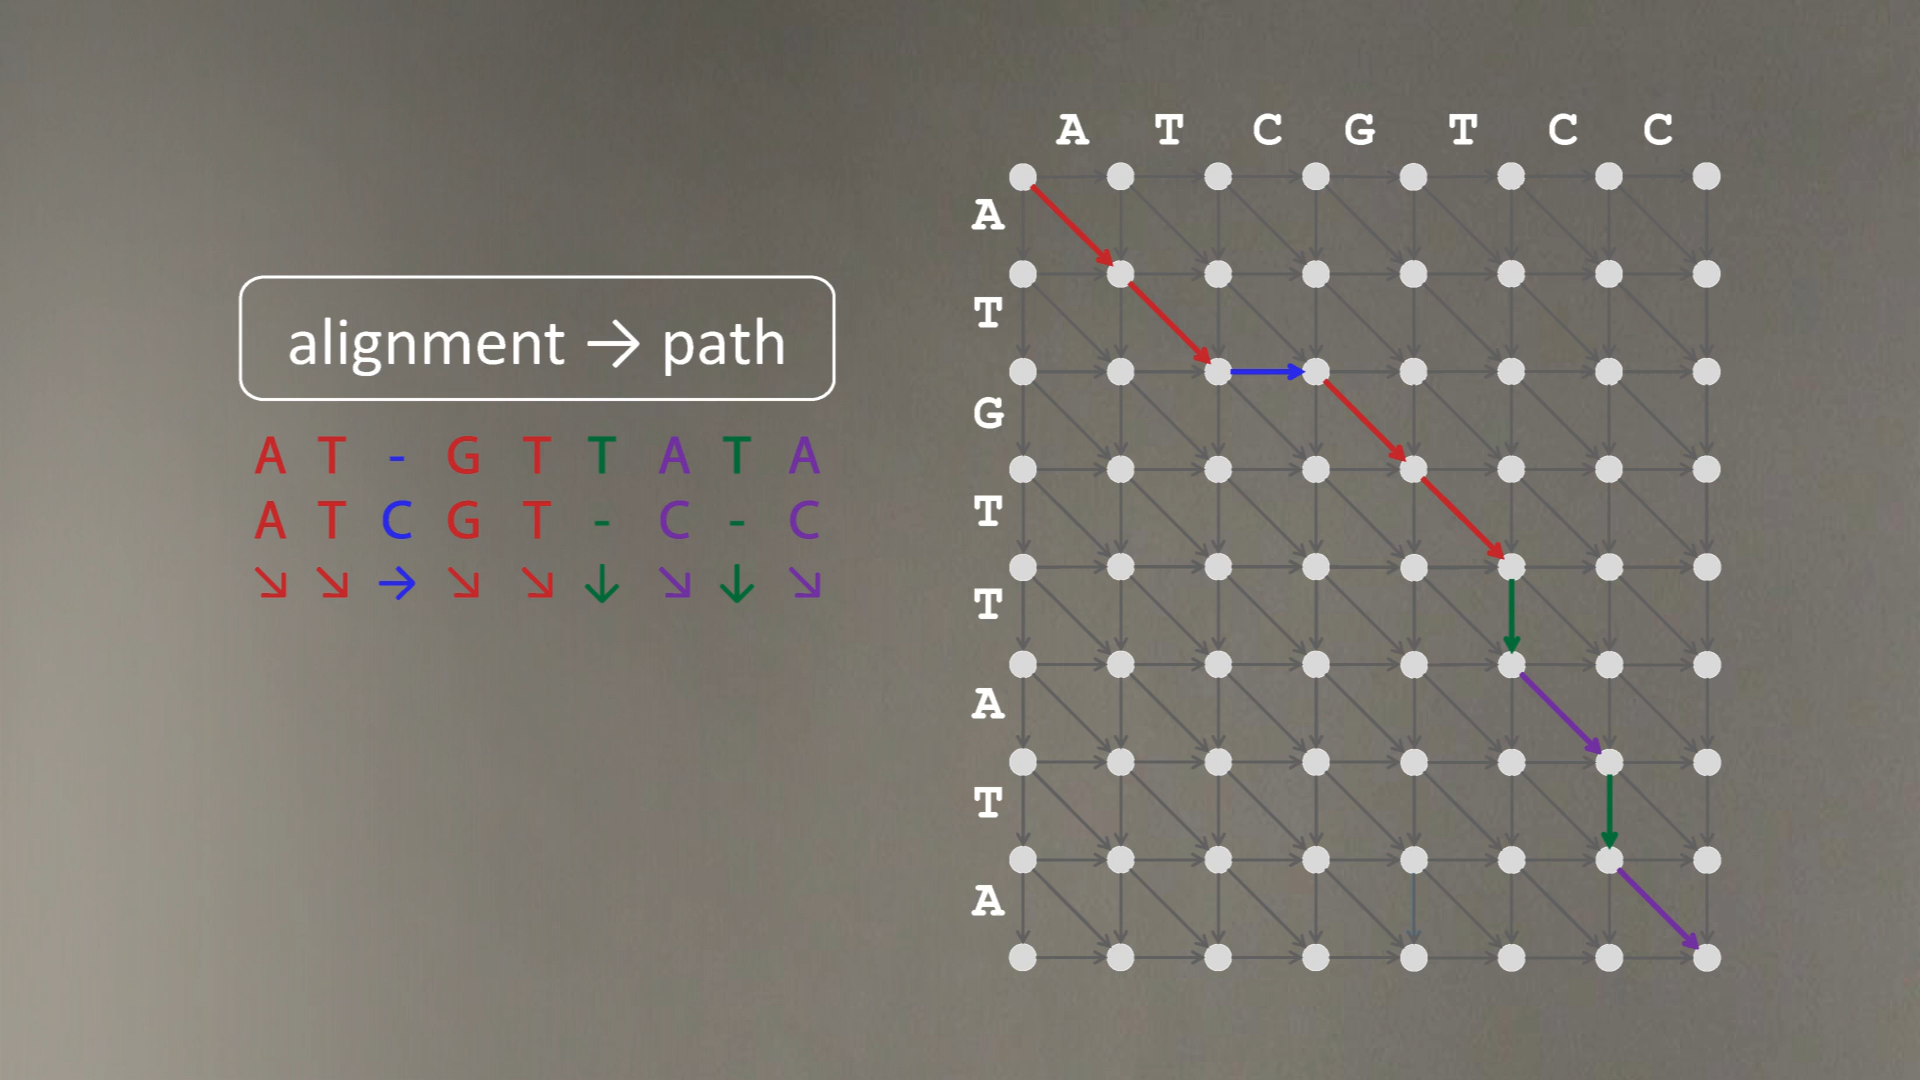 alignment → path
A T - G T T A T A
A T C G T - C - C
↘ ↘ → ↘ ↘ ↓ ↘ ↓ ↘
A T C G T C C
A
T
G
T
T
A
T
A